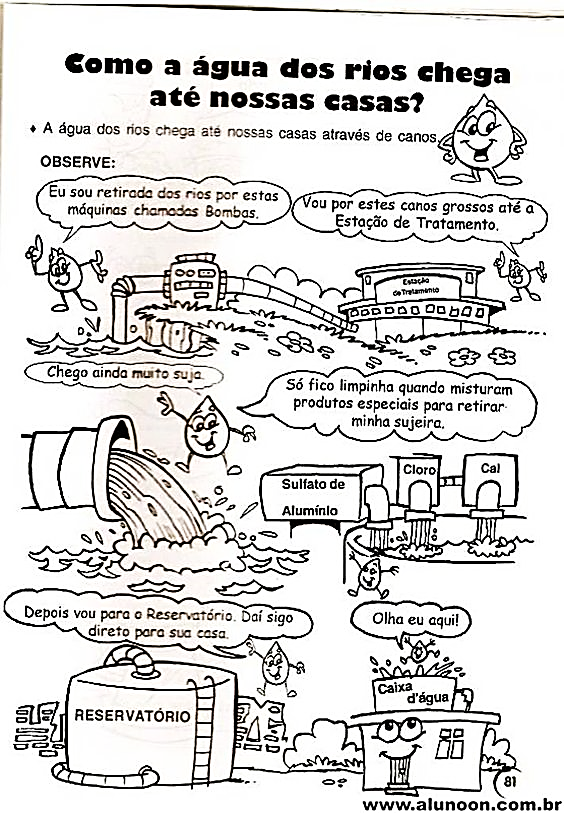 Como a água dos rios chega
até nossas casas?
♦ A água dos rios chega até nossas casas através de canos.
OBSERVE:
Eu sou retirada dos rios por estas
máquinas chamadas Bombas.
Vou por estes canos grossos até a
Estação de Tratamento.
Estação
de Tratamento
Chego ainda muito suja.
Só fico limpinha quando misturam
produtos especiais para retirar
minha sujeira.
Sulfato de
Alumínio
Cloro
Cal
Depois vou para o Reservatório. Daí sigo
direto para sua casa.
Olha eu aqui!
RESERVATÓRIO
Caixa
d'água
81
www.alunoon.com.br